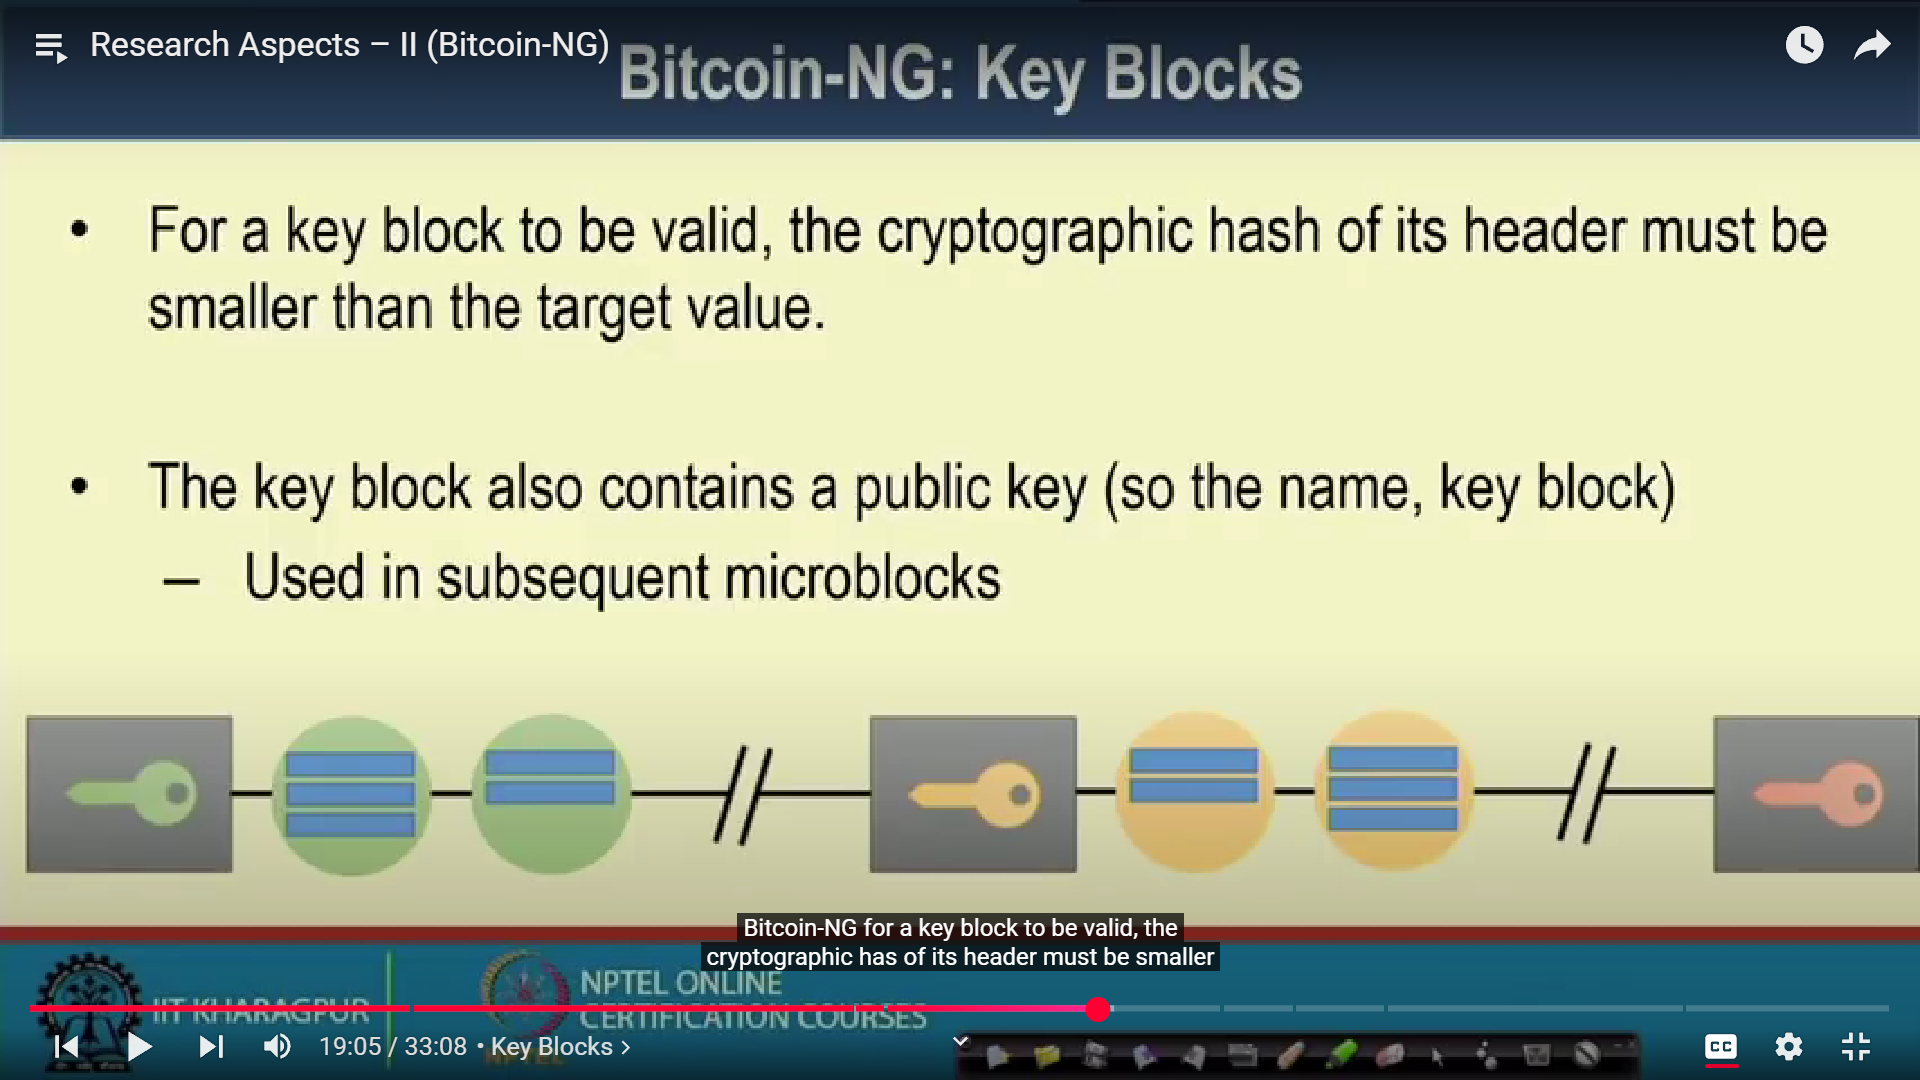 Research Aspects – II (Bitcoin-NG)
Bitcoin-NG: Key Blocks
• For a key block to be valid, the cryptographic hash of its header must be
smaller than the target value.
• The key block also contains a public key (so the name, key block)
– Used in subsequent microblocks
Bitcoin-NG for a key block to be valid, the
cryptographic has of its header must be smaller
IIT KHARAGPUR
NPTEL ONLINE
CERTIFICATION COURSES
NPTEL
19:05 / 33:08 • Key Blocks >
CC